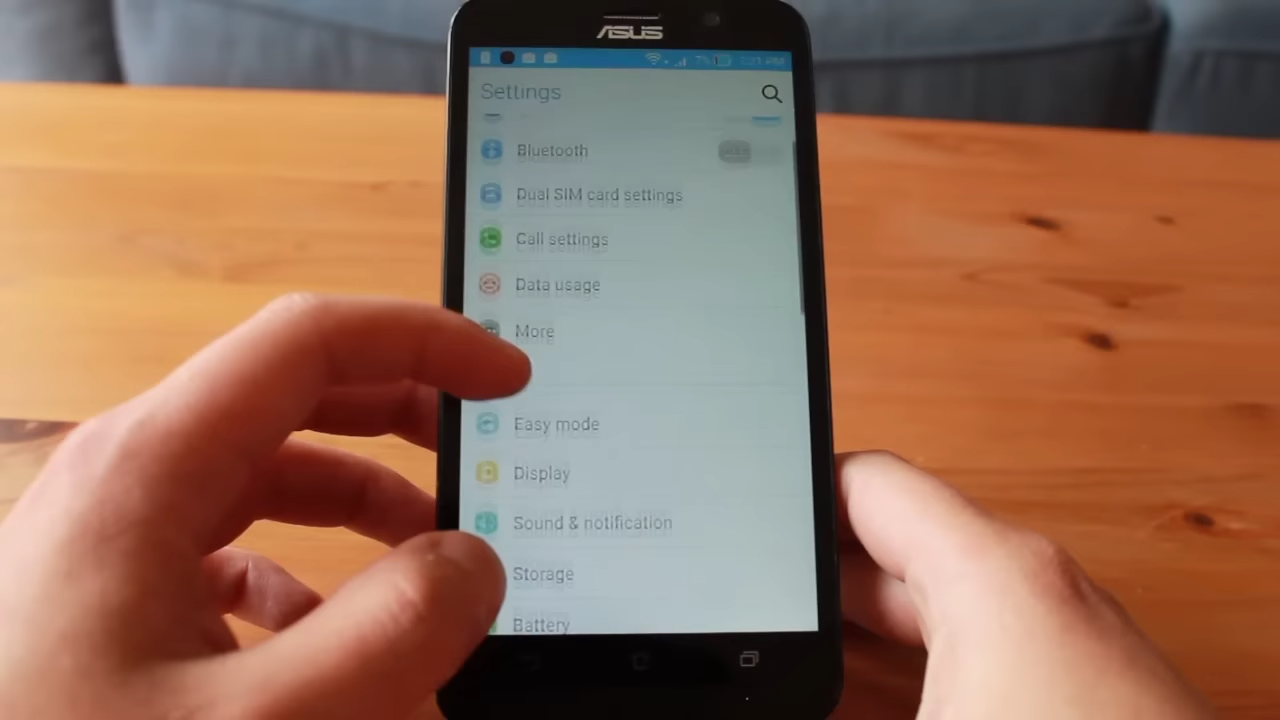 ASUS
Settings
Bluetooth
Dual SIM card settings
Call settings
Data usage
More
Easy mode
Display
Sound & notification
Storage
Battery